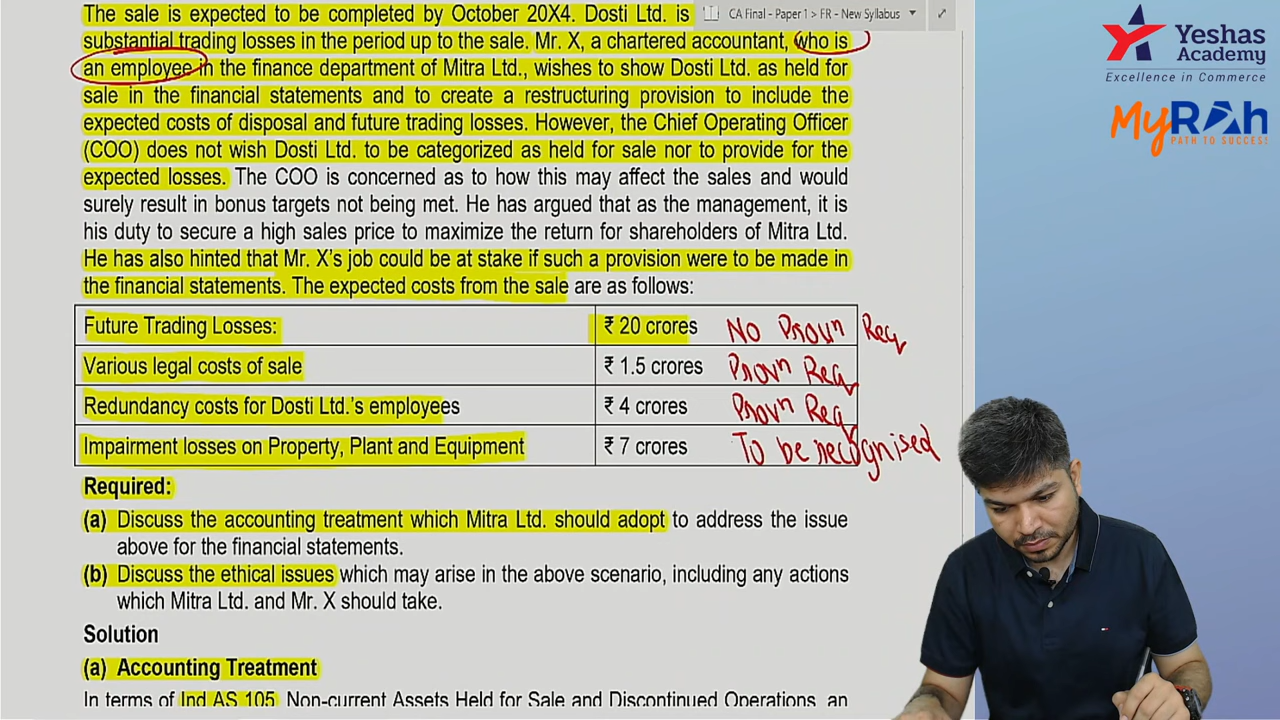 The sale is expected to be completed by October 20X4. Dosti Ltd. is
substantial trading losses in the period up to the sale. Mr. X, a chartered accountant, who is
an employee in the finance department of Mitra Ltd., wishes to show Dosti Ltd. as held for
sale in the financial statements and to create a restructuring provision to include the
expected costs of disposal and future trading losses. However, the Chief Operating Officer
(COO) does not wish Dosti Ltd. to be categorized as held for sale nor to provide for the
expected losses. The COO is concerned as to how this may affect the sales and would
surely result in bonus targets not being met. He has argued that as the management, it is
his duty to secure a high sales price to maximize the return for shareholders of Mitra Ltd.
He has also hinted that Mr. X's job could be at stake if such a provision were to be made in
the financial statements. The expected costs from the sale are as follows:
Future Trading Losses: ₹ 20 crores No Provn Req
Various legal costs of sale ₹ 1.5 crores Provn Req
Redundancy costs for Dosti Ltd.'s employees ₹ 4 crores Provn Req
Impairment losses on Property, Plant and Equipment ₹ 7 crores To be recognised
Required:
(a) Discuss the accounting treatment which Mitra Ltd. should adopt to address the issue
above for the financial statements.
(b) Discuss the ethical issues which may arise in the above scenario, including any actions
which Mitra Ltd. and Mr. X should take.
Solution
(a) Accounting Treatment
In terms of Ind AS 105 Non-current Assets Held for Sale and Discontinued Operations, an
CA Final - Paper 1 > FR - New Syllabus
Yeshas
Academy
Excellence in Commerce
MyRAh
PATH TO SUCCESS